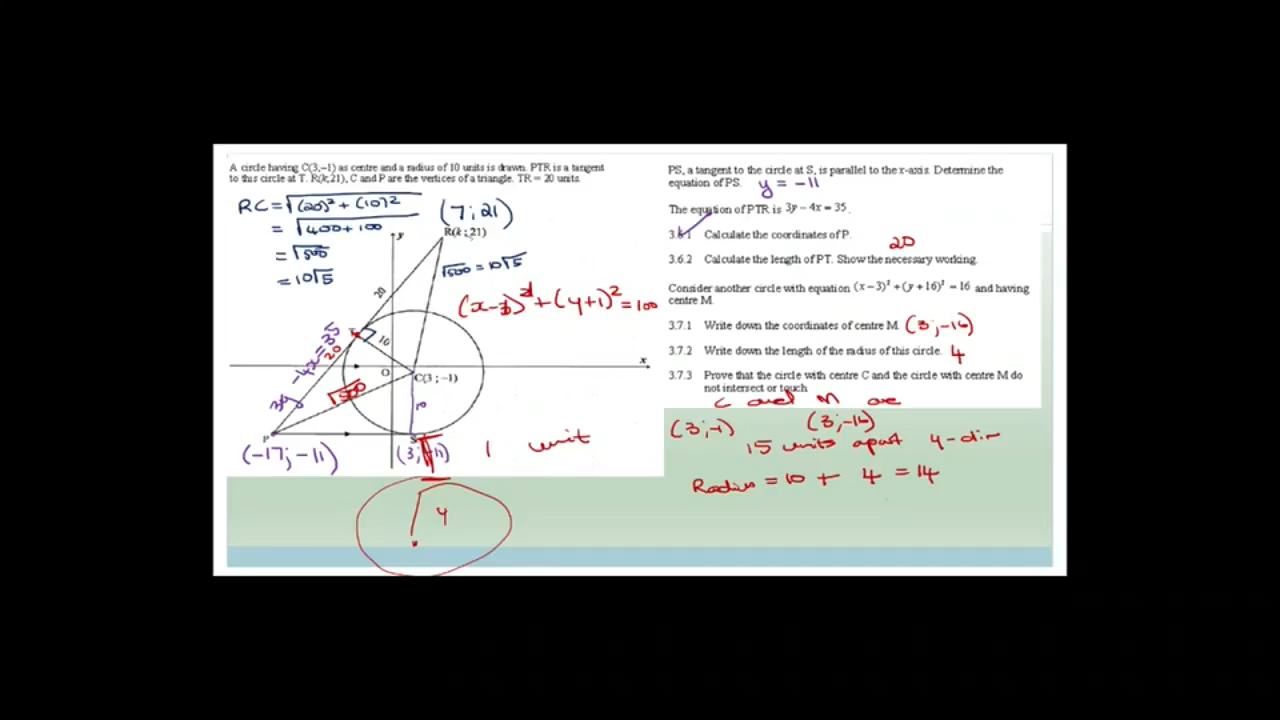 A circle having C(3;–1) as centre and a radius of 10 units is drawn. PTR is a tangent
to this circle at T. R(k;21), C and P are the vertices of a triangle. TR = 20 units.
RC = √(20)² + (10)²
= √400+100
= √500
= 10√5
(7;21)
y
R(k ; 21)
√500 = 10√5
20
(x-3)² + (y+1)² = 100
T
10
20
3y -4x = 35
O
x
C(3 ; –1)
√500
10
P
S
(-17; -11)
(3; -11)
1 unit
4
PS, a tangent to the circle at S, is parallel to the x-axis. Determine the
equation of PS.
y = -11
The equation of PTR is 3y – 4x = 35.
3.6.1 Calculate the coordinates of P.
20
3.6.2 Calculate the length of PT. Show the necessary working.
Consider another circle with equation (x–3)² + (y+16)² = 16 and having
centre M.
3.7.1 Write down the coordinates of centre M. (3;-16)
3.7.2 Write down the length of the radius of this circle. 4
3.7.3 Prove that the circle with centre C and the circle with centre M do
not intersect or touch
C and M are
(3;-1) (3;-16)
15 units apart y-dir
Radius = 10 + 4 = 14